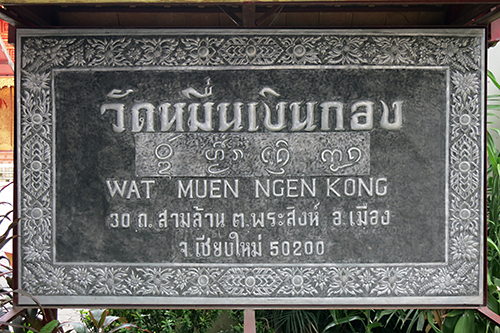 วัดหมื่นเงินกอง
WAT MUEN NGEN KONG
30 ถ. สามล้าน ต.พระสิงห์ อ.เมือง
จ.เชียงใหม่ 50200